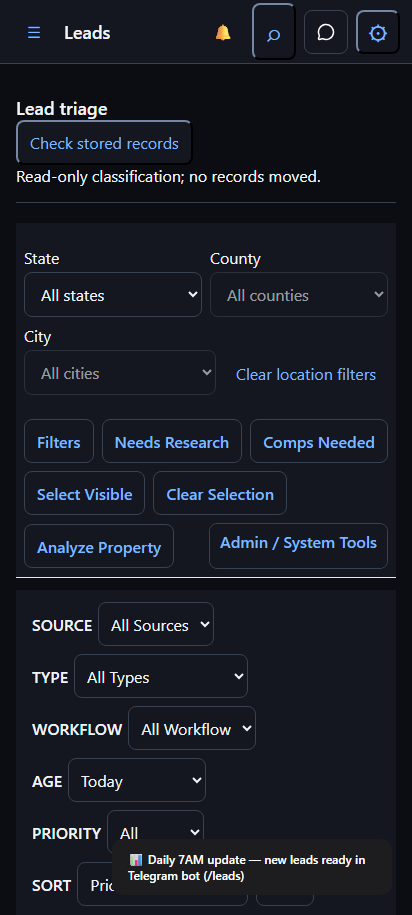 Leads
Lead triage
Check stored records
Read-only classification; no records moved.
State County
All states All counties
City
All cities Clear location filters
Filters Needs Research Comps Needed
Select Visible Clear Selection
Analyze Property Admin / System Tools
SOURCE All Sources
TYPE All Types
WORKFLOW All Workflow
AGE Today
PRIORITY All
Daily 7AM update — new leads ready in
Telegram bot (/leads)
SORT